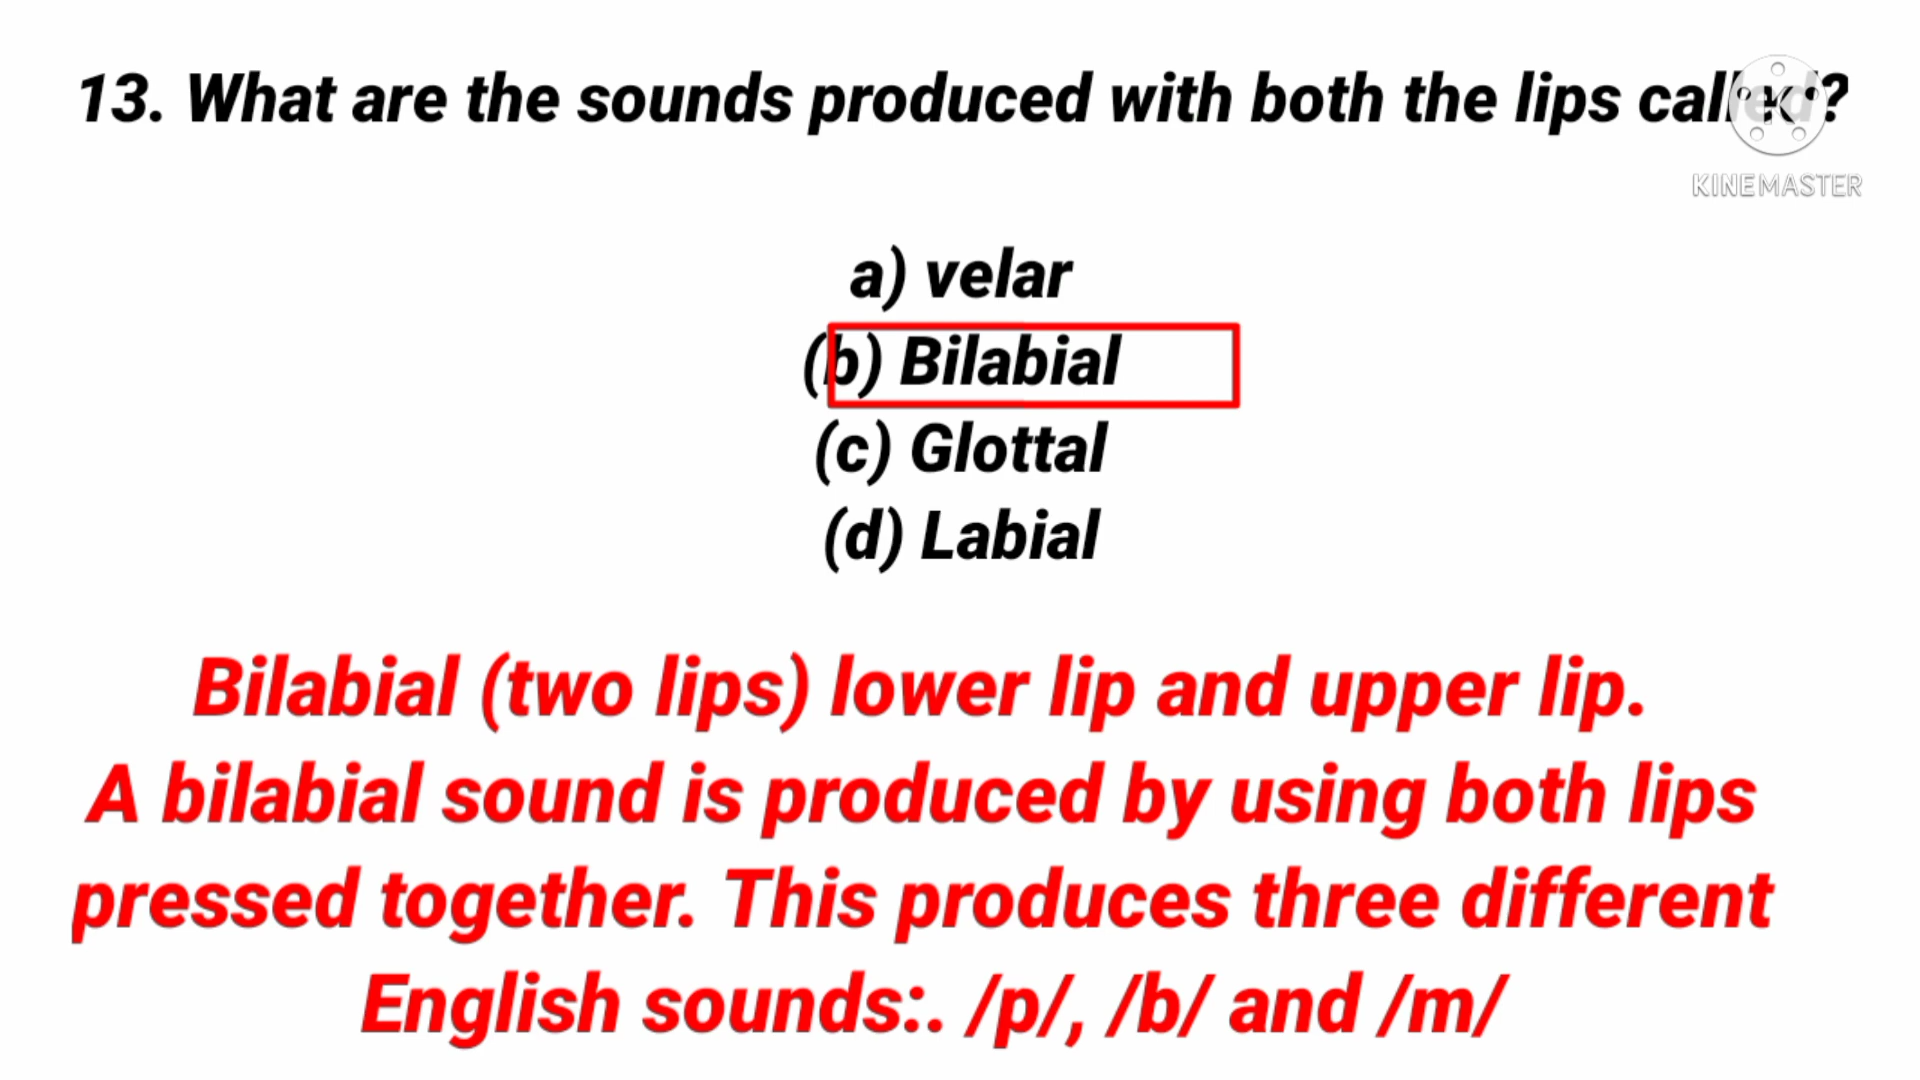 13. What are the sounds produced with both the lips called?
KINEMASTER
a) velar
(b) Bilabial
(c) Glottal
(d) Labial
Bilabial (two lips) lower lip and upper lip.
A bilabial sound is produced by using both lips
pressed together. This produces three different
English sounds:. /p/, /b/ and /m/